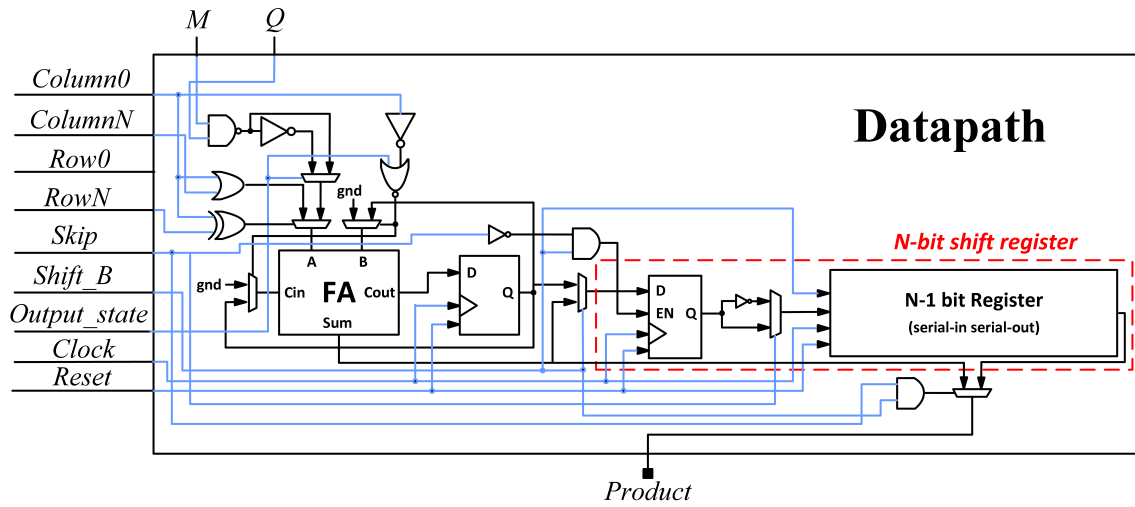 M Q
Column0
ColumnN
Datapath
Row0
gnd
RowN
Skip
N-bit shift register
A B
Shift_B
gnd Cin FA Cout
D
Q
D
EN Q
N-1 bit Register
(serial-in serial-out)
Output_state
Sum
Clock
Reset
Product